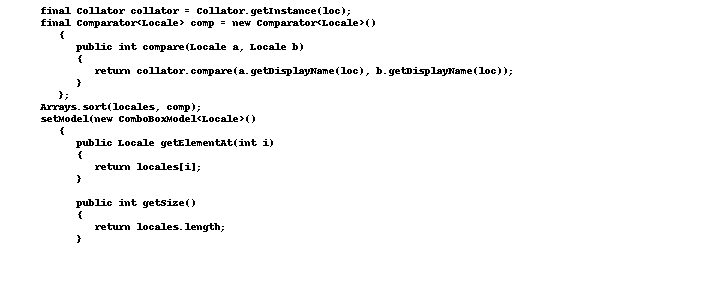 final Collator collator = Collator.getInstance(loc);
final Comparator<Locale> comp = new Comparator<Locale>()
   {
      public int compare(Locale a, Locale b)
      {
         return collator.compare(a.getDisplayName(loc), b.getDisplayName(loc));
      }
   };
Arrays.sort(locales, comp);
setModel(new ComboBoxModel<Locale>()
   {
      public Locale getElementAt(int i)
      {
         return locales[i];
      }

      public int getSize()
      {
         return locales.length;
      }